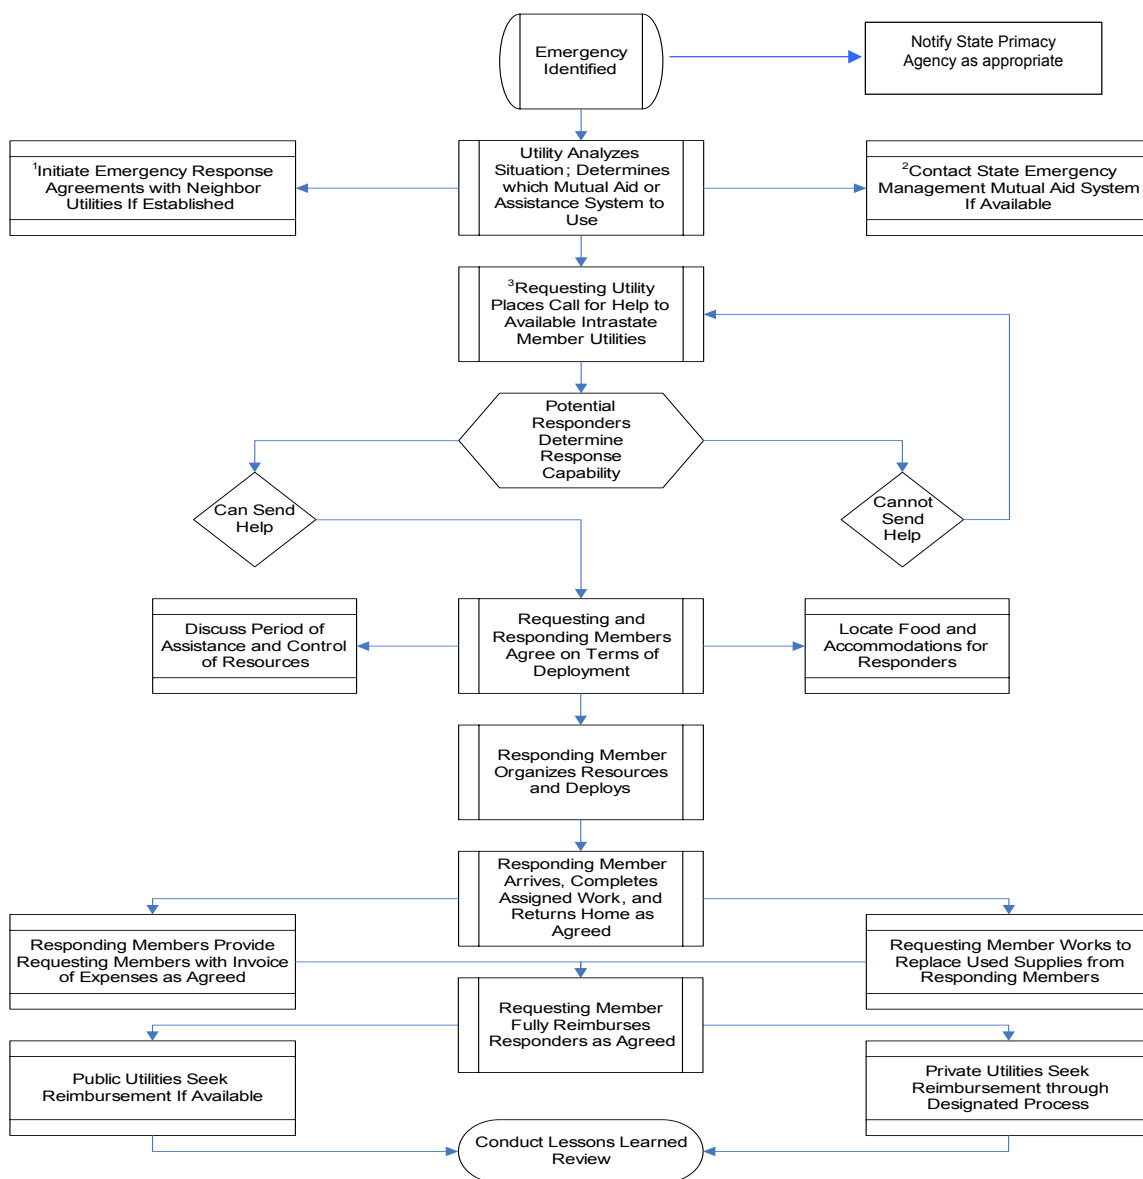 Emergency
Identified
Notify State Primacy
Agency as appropriate
¹Initiate Emergency Response
Agreements with Neighbor
Utilities If Established
Utility Analyzes
Situation; Determines
which Mutual Aid or
Assistance System to
Use
²Contact State Emergency
Management Mutual Aid System
If Available
³Requesting Utility
Places Call for Help to
Available Intrastate
Member Utilities
Potential
Responders
Determine
Response
Capability
Can Send
Help
Cannot
Send
Help
Discuss Period of
Assistance and Control
of Resources
Requesting and
Responding Members
Agree on Terms of
Deployment
Locate Food and
Accommodations for
Responders
Responding Member
Organizes Resources
and Deploys
Responding Member
Arrives, Completes
Assigned Work, and
Returns Home as
Agreed
Responding Members Provide
Requesting Members with Invoice
of Expenses as Agreed
Requesting Member Works to
Replace Used Supplies from
Responding Members
Requesting Member
Fully Reimburses
Responders as Agreed
Public Utilities Seek
Reimbursement If Available
Private Utilities Seek
Reimbursement through
Designated Process
Conduct Lessons Learned
Review